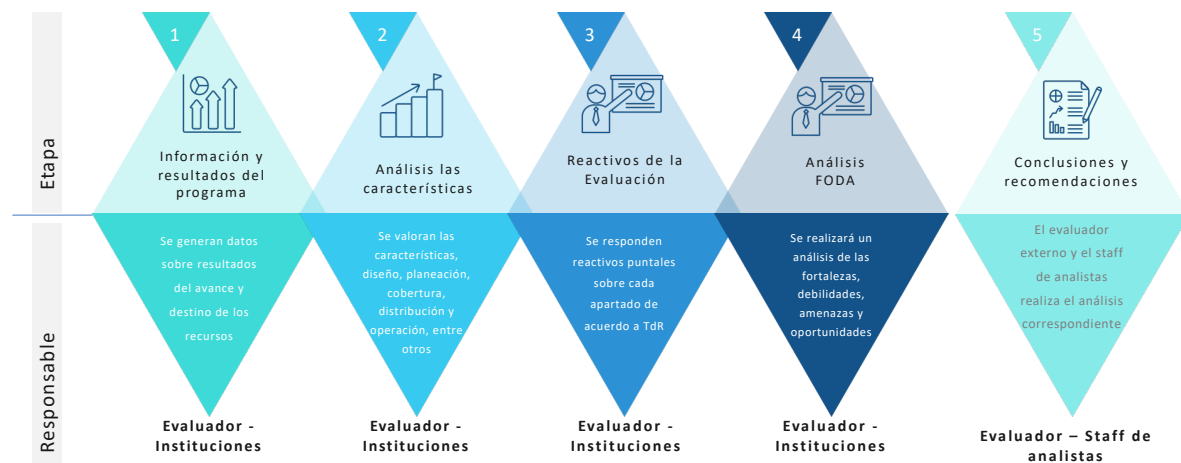 Etapa
1
Información y
resultados del
programa
2
Análisis las
características
3
Reactivos de la
Evaluación
4
Análisis
FODA
5
Conclusiones y
recomendaciones
Responsable
Se generan datos
sobre resultados
del avance y
destino de los
recursos
Se valoran las
características,
diseño, planeación,
cobertura,
distribución y
operación, entre
otros
Se responden
reactivos puntales
sobre cada
apartado de
acuerdo a TdR
Se realizará un
análisis de las
fortalezas,
debilidades,
amenazas y
oportunidades
El evaluador
externo y el staff
de analistas
realiza el análisis
correspondiente
Evaluador -
Instituciones
Evaluador -
Instituciones
Evaluador -
Instituciones
Evaluador -
Instituciones
Evaluador – Staff de
analistas